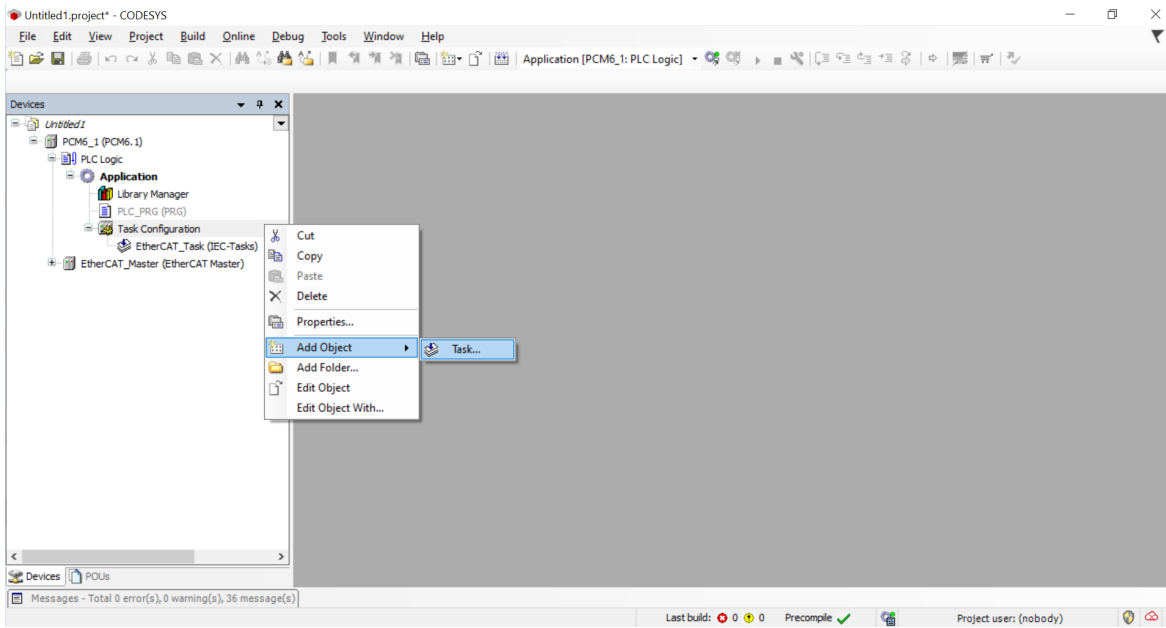 Untitled1.project* - CODESYS
File Edit View Project Build Online Debug Tools Window Help
Application [PCM6_1: PLC Logic]
Devices
Untitled1
PCM6_1 (PCM6.1)
PLC Logic
Application
Library Manager
PLC_PRG (PRG)
Task Configuration
EtherCAT_Task (IEC-Tasks)
EtherCAT_Master (EtherCAT Master)
Cut
Copy
Paste
Delete
Properties...
Add Object
Task...
Add Folder...
Edit Object
Edit Object With...
Devices POUs
Messages - Total 0 error(s), 0 warning(s), 36 message(s)
Last build: 0 0 Precompile Project user: (nobody)